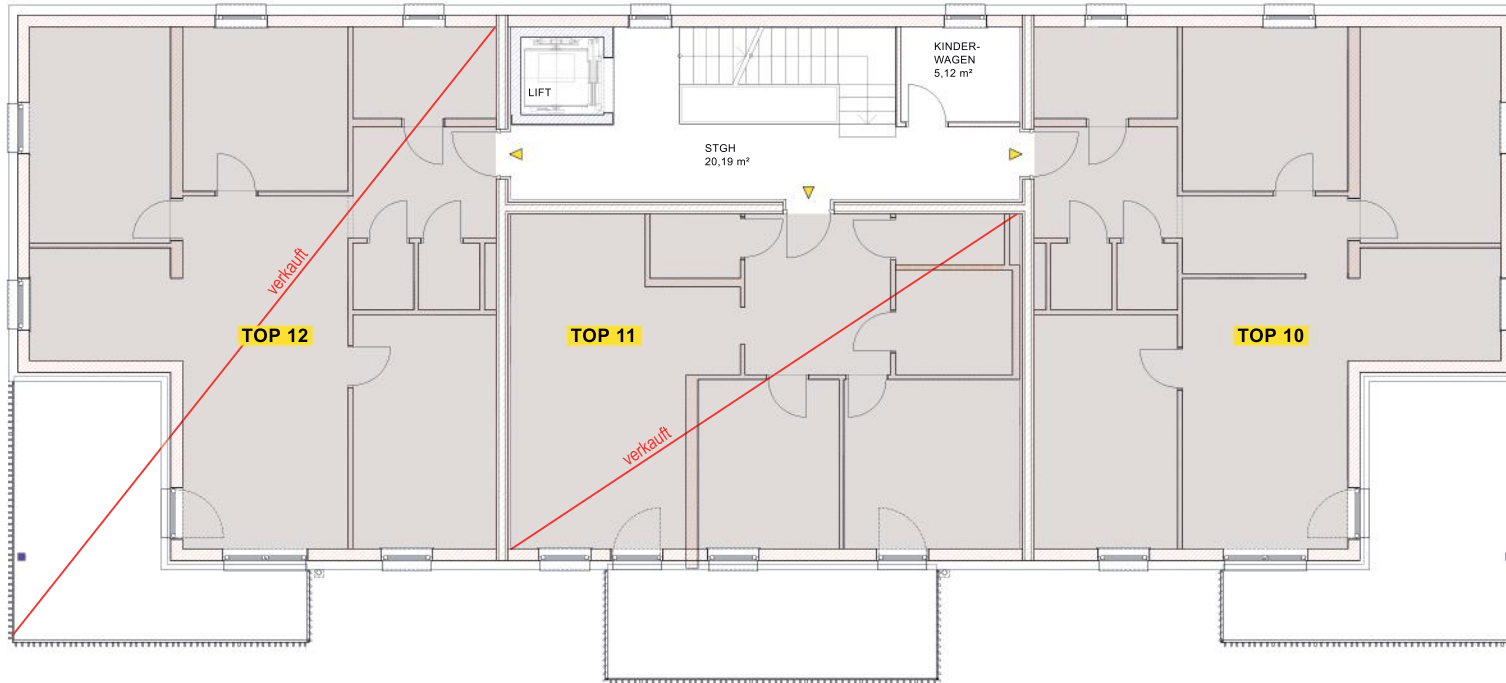 KINDER-
WAGEN
5,12 m²
LIFT
STGH
20,19 m²
verkauft
TOP 12
TOP 11
TOP 10
verkauft